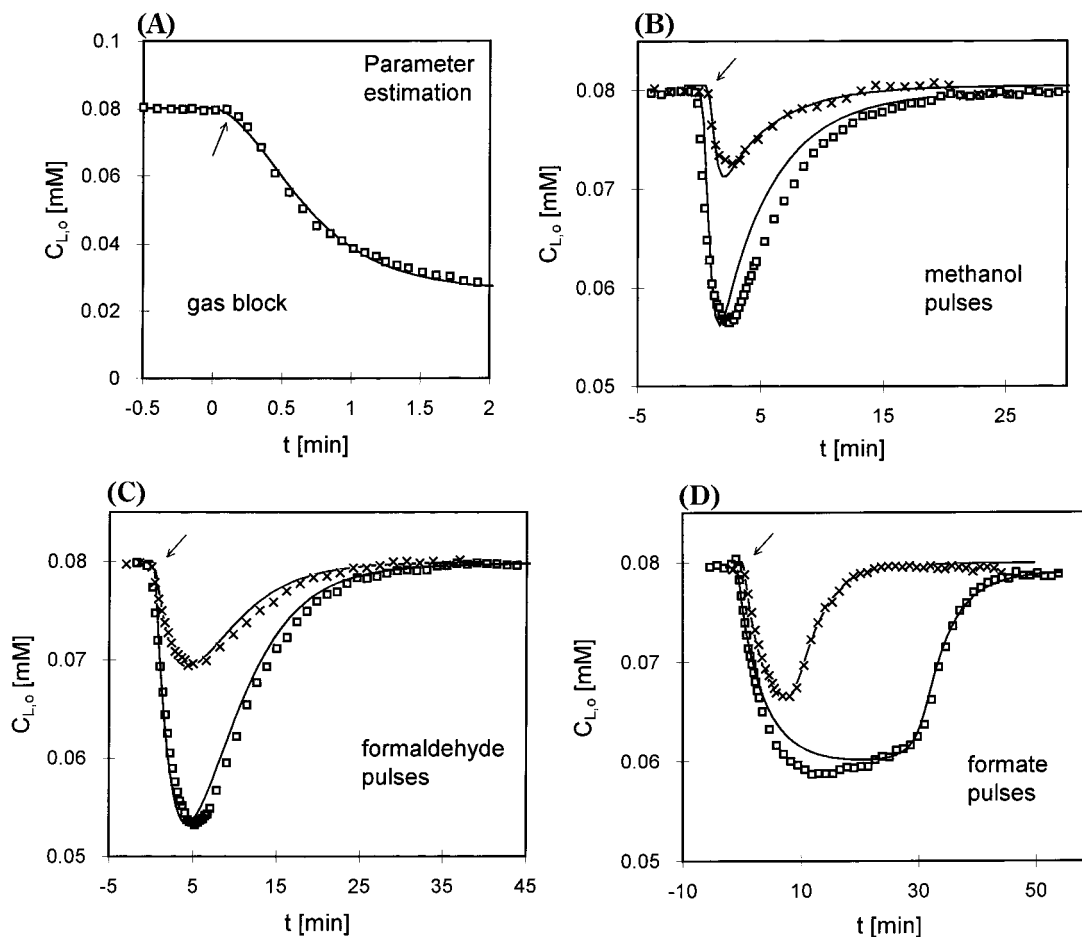 (A)
0.1
0.08
0.06
0.04
0.02
0
C_L,o [mM]
Parameter
estimation
gas block
-0.5 0 0.5 1 1.5 2
t [min]
(B)
0.08
0.07
0.06
0.05
C_L,o [mM]
methanol
pulses
-5 5 15 25
t [min]
(C)
0.08
0.07
0.06
0.05
C_L,o [mM]
formaldehyde
pulses
-5 5 15 25 35 45
t [min]
(D)
0.08
0.07
0.06
0.05
C_L,o [mM]
formate
pulses
-10 10 30 50
t [min]